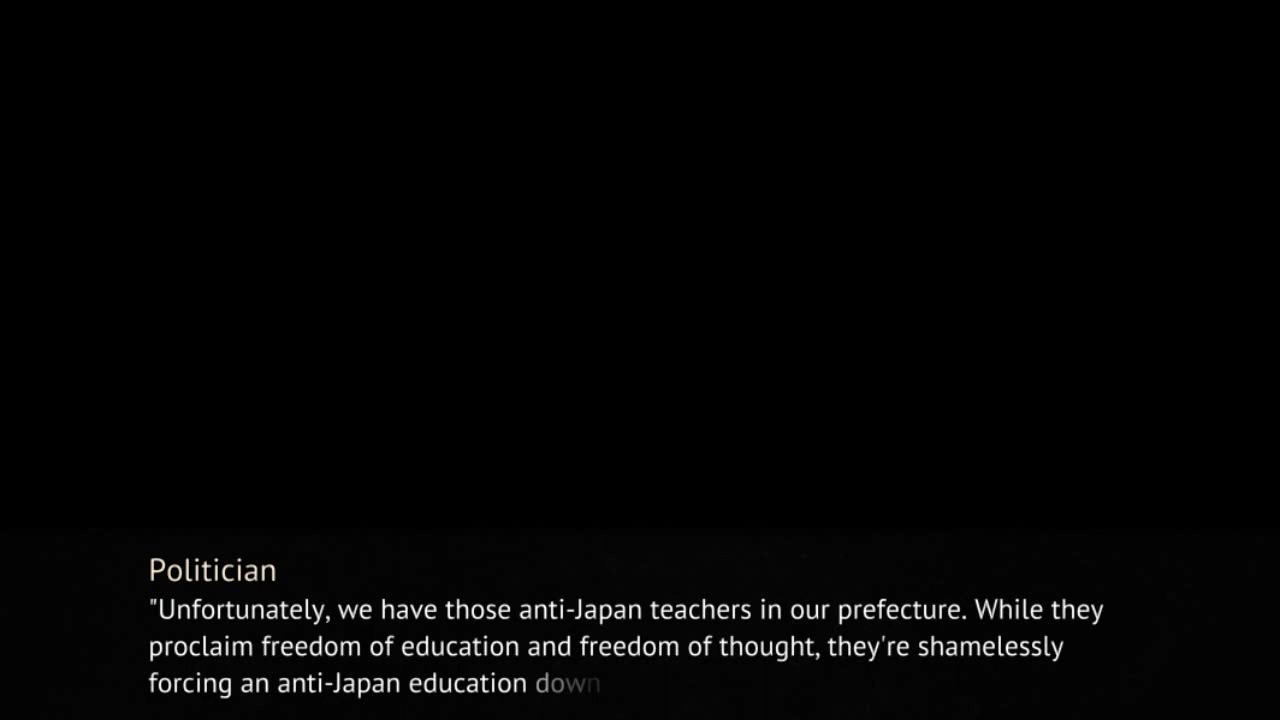 Politician
"Unfortunately, we have those anti-Japan teachers in our prefecture. While they
proclaim freedom of education and freedom of thought, they're shamelessly
forcing an anti-Japan education down